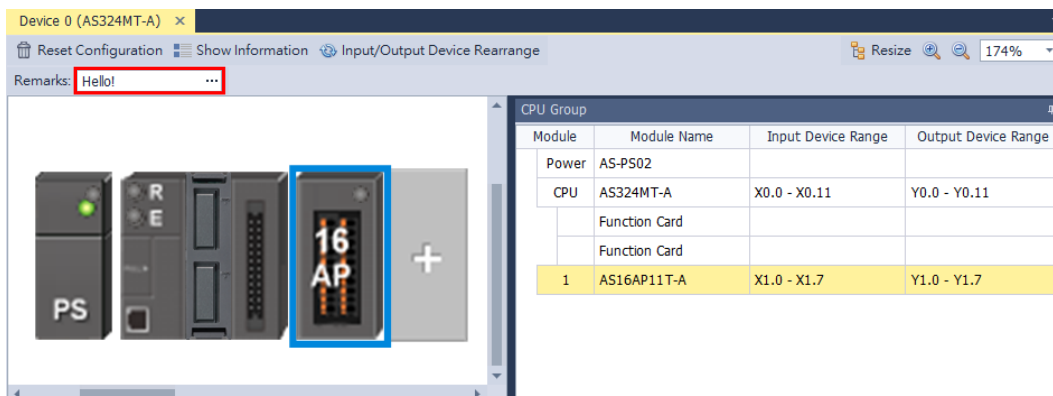 Device 0 (AS324MT-A) ×
Reset Configuration Show Information Input/Output Device Rearrange Resize 174%
Remarks: Hello! ...
CPU Group
Module Module Name Input Device Range Output Device Range
Power AS-PS02
CPU AS324MT-A X0.0 - X0.11 Y0.0 - Y0.11
Function Card
Function Card
1 AS16AP11T-A X1.0 - X1.7 Y1.0 - Y1.7
R
E
16
AP
+
PS